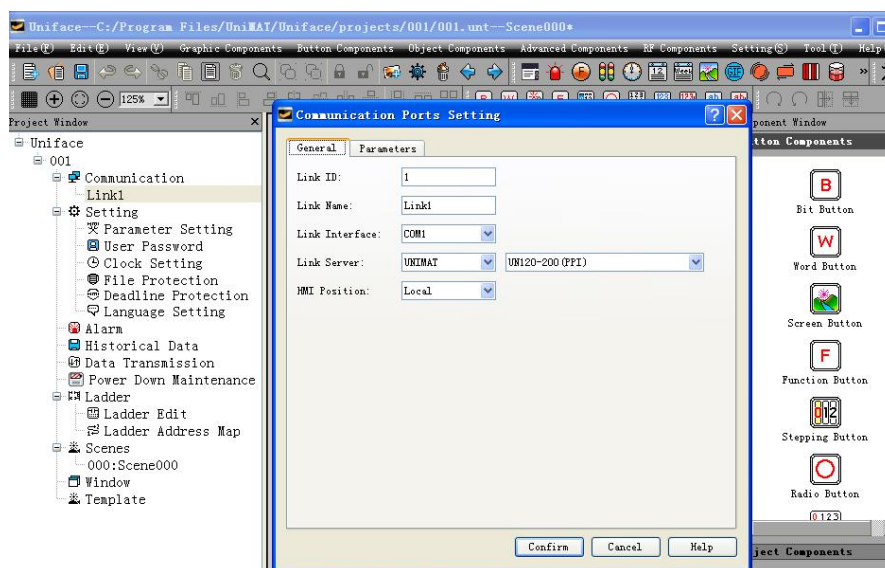 Uniface--C:/Program Files/UniMAT/Uniface/projects/001/001.unt--Scene000*
File(F) Edit(E) View(V) Graphic Components Button Components Object Components Advanced Components RF Components Setting(S) Tool(T) Help
125%
Project Window
Uniface
001
Communication
Link1
Setting
Parameter Setting
User Password
Clock Setting
File Protection
Deadline Protection
Language Setting
Alarm
Historical Data
Data Transmission
Power Down Maintenance
Ladder
Ladder Edit
Ladder Address Map
Scenes
000:Scene000
Window
Template
Communication Ports Setting
General Parameters
Link ID: 1
Link Name: Link1
Link Interface: COM1
Link Server: UNIMAT UN120-200(PPI)
HMI Position: Local
Confirm Cancel Help
ponent Window
tton Components
B
Bit Button
W
Word Button
Screen Button
F
Function Button
012
Stepping Button
Radio Button
0123
ject Components